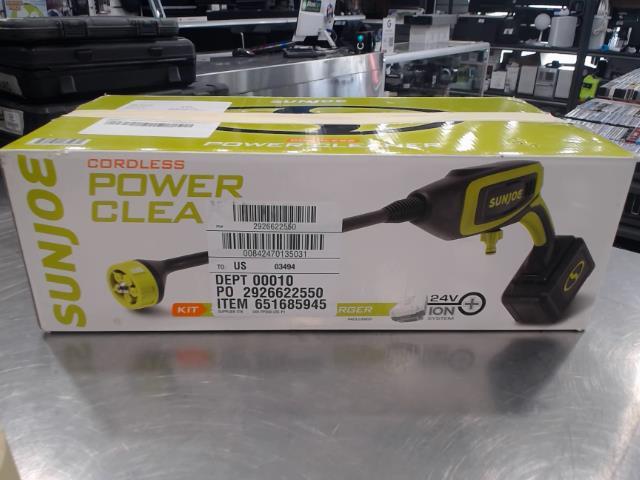 SUNJOE
SUNJOE
CORDLESS
POWER
CLEA
SUNJOE
2926622550
00842470135031
TO: US 03494
DEPT 00010
PO 2926622550
ITEM 651685945
KIT
RGER
INCLUDED
24V
ION+
SYSTEM